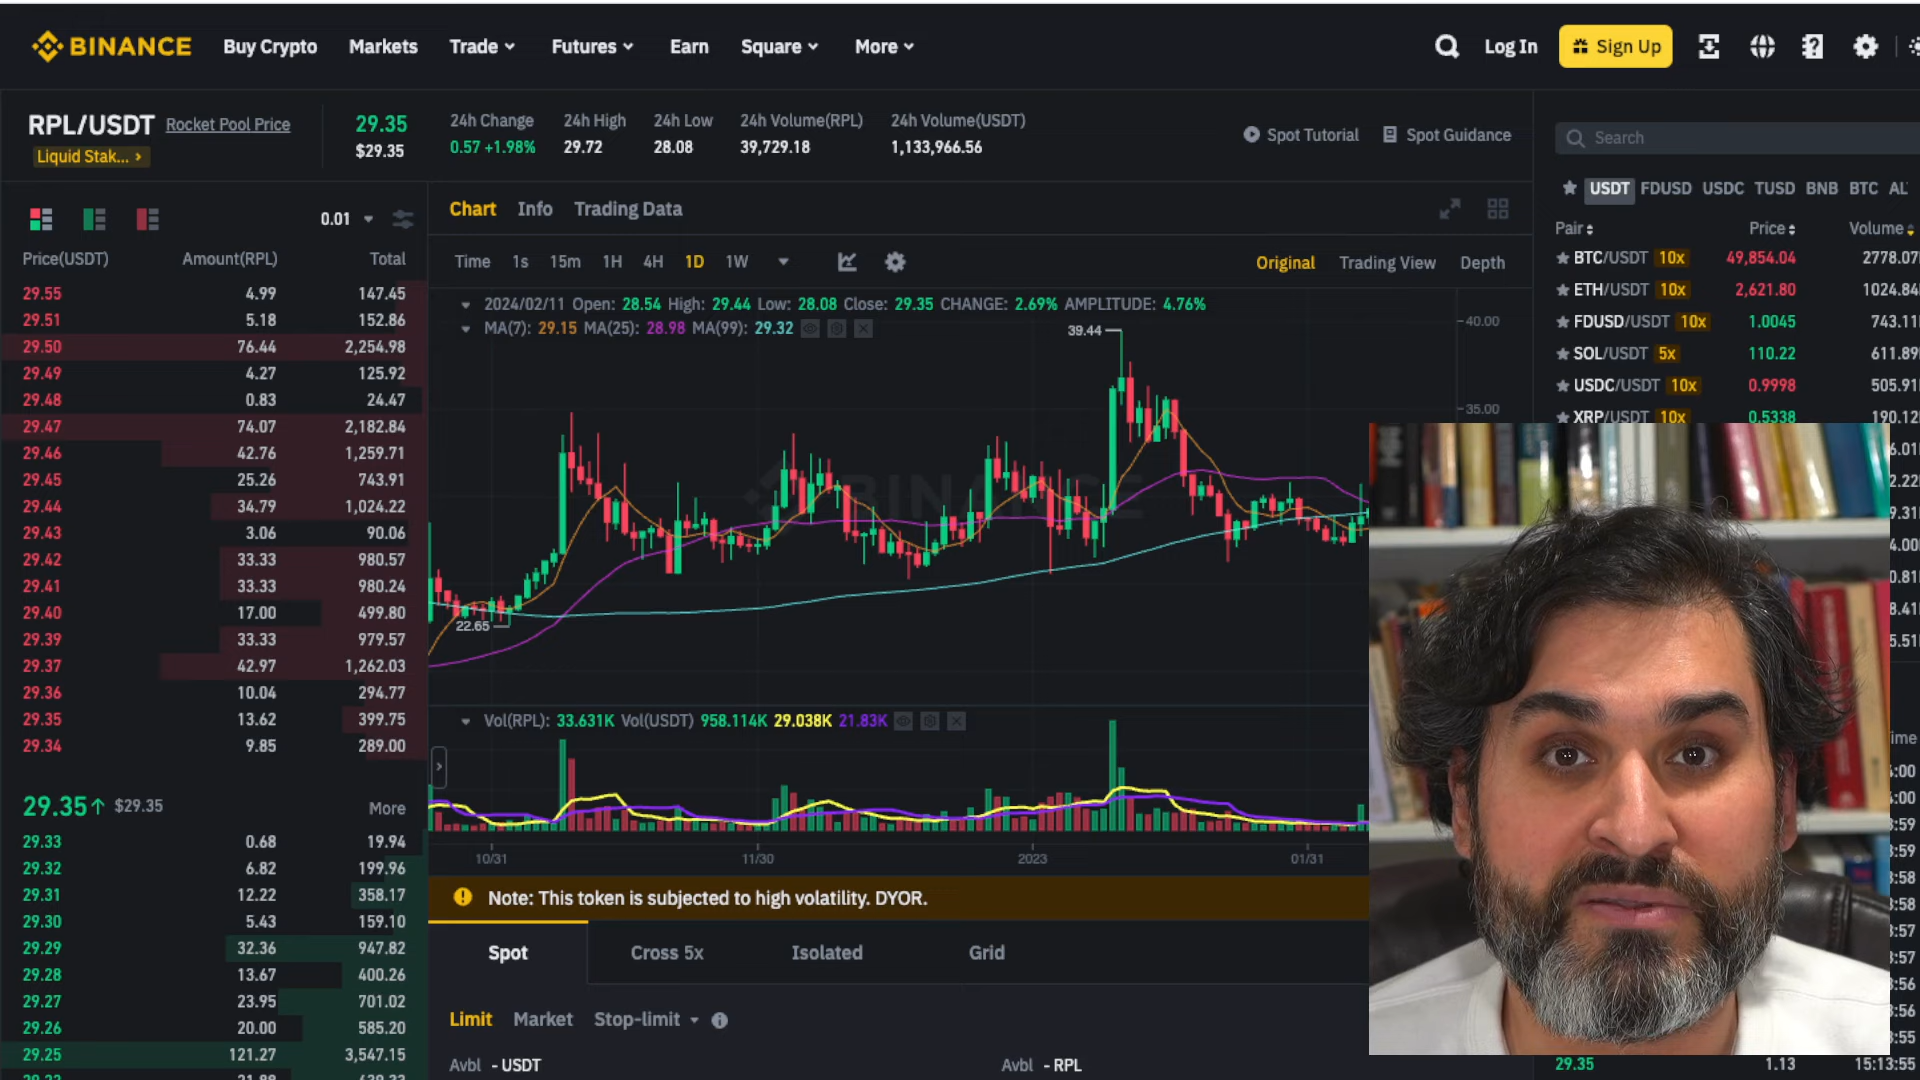 BINANCE Buy Crypto Markets Trade Futures Earn Square More Log In Sign Up
RPL/USDT Rocket Pool Price
Liquid Stak... >
29.35
$29.35
24h Change
0.57 +1.98%
24h High
29.72
24h Low
28.08
24h Volume(RPL)
39,729.18
24h Volume(USDT)
1,133,966.56
Spot Tutorial Spot Guidance
0.01
Price(USDT) Amount(RPL) Total
29.55 4.99 147.45
29.51 5.18 152.86
29.50 76.44 2,254.98
29.49 4.27 125.92
29.48 0.83 24.47
29.47 74.07 2,182.84
29.46 42.76 1,259.71
29.45 25.26 743.91
29.44 34.79 1,024.22
29.43 3.06 90.06
29.42 33.33 980.57
29.41 33.33 980.24
29.40 17.00 499.80
29.39 33.33 979.57
29.37 42.97 1,262.03
29.36 10.04 294.77
29.35 13.62 399.75
29.34 9.85 289.00
29.35↑ $29.35 More
29.33 0.68 19.94
29.32 6.82 199.96
29.31 12.22 358.17
29.30 5.43 159.10
29.29 32.36 947.82
29.28 13.67 400.26
29.27 23.95 701.02
29.26 20.00 585.20
29.25 121.27 3,547.15
Chart Info Trading Data
Time 1s 15m 1H 4H 1D 1W Original Trading View Depth
2024/02/11 Open: 28.54 High: 29.44 Low: 28.08 Close: 29.35 CHANGE: 2.69% AMPLITUDE: 4.76%
MA(7): 29.15 MA(25): 28.98 MA(99): 29.32
39.44
40.00
35.00
BINANCE
22.65
Vol(RPL): 33.631K Vol(USDT) 958.114K 29.038K 21.83K
10/31 11/30 2023 01/31
Note: This token is subjected to high volatility. DYOR.
Spot Cross 5x Isolated Grid
Limit Market Stop-limit
Avbl - USDT Avbl - RPL
Search
USDT FDUSD USDC TUSD BNB BTC AL
Pair Price Volume
BTC/USDT 10x 49,854.04 2778.07
ETH/USDT 10x 2,621.80 1024.84
FDUSD/USDT 10x 1.0045 743.11
SOL/USDT 5x 110.22 611.89
USDC/USDT 10x 0.9998 505.91
XRP/USDT 10x 0.5338 190.12
29.35 1.13 15:13:55